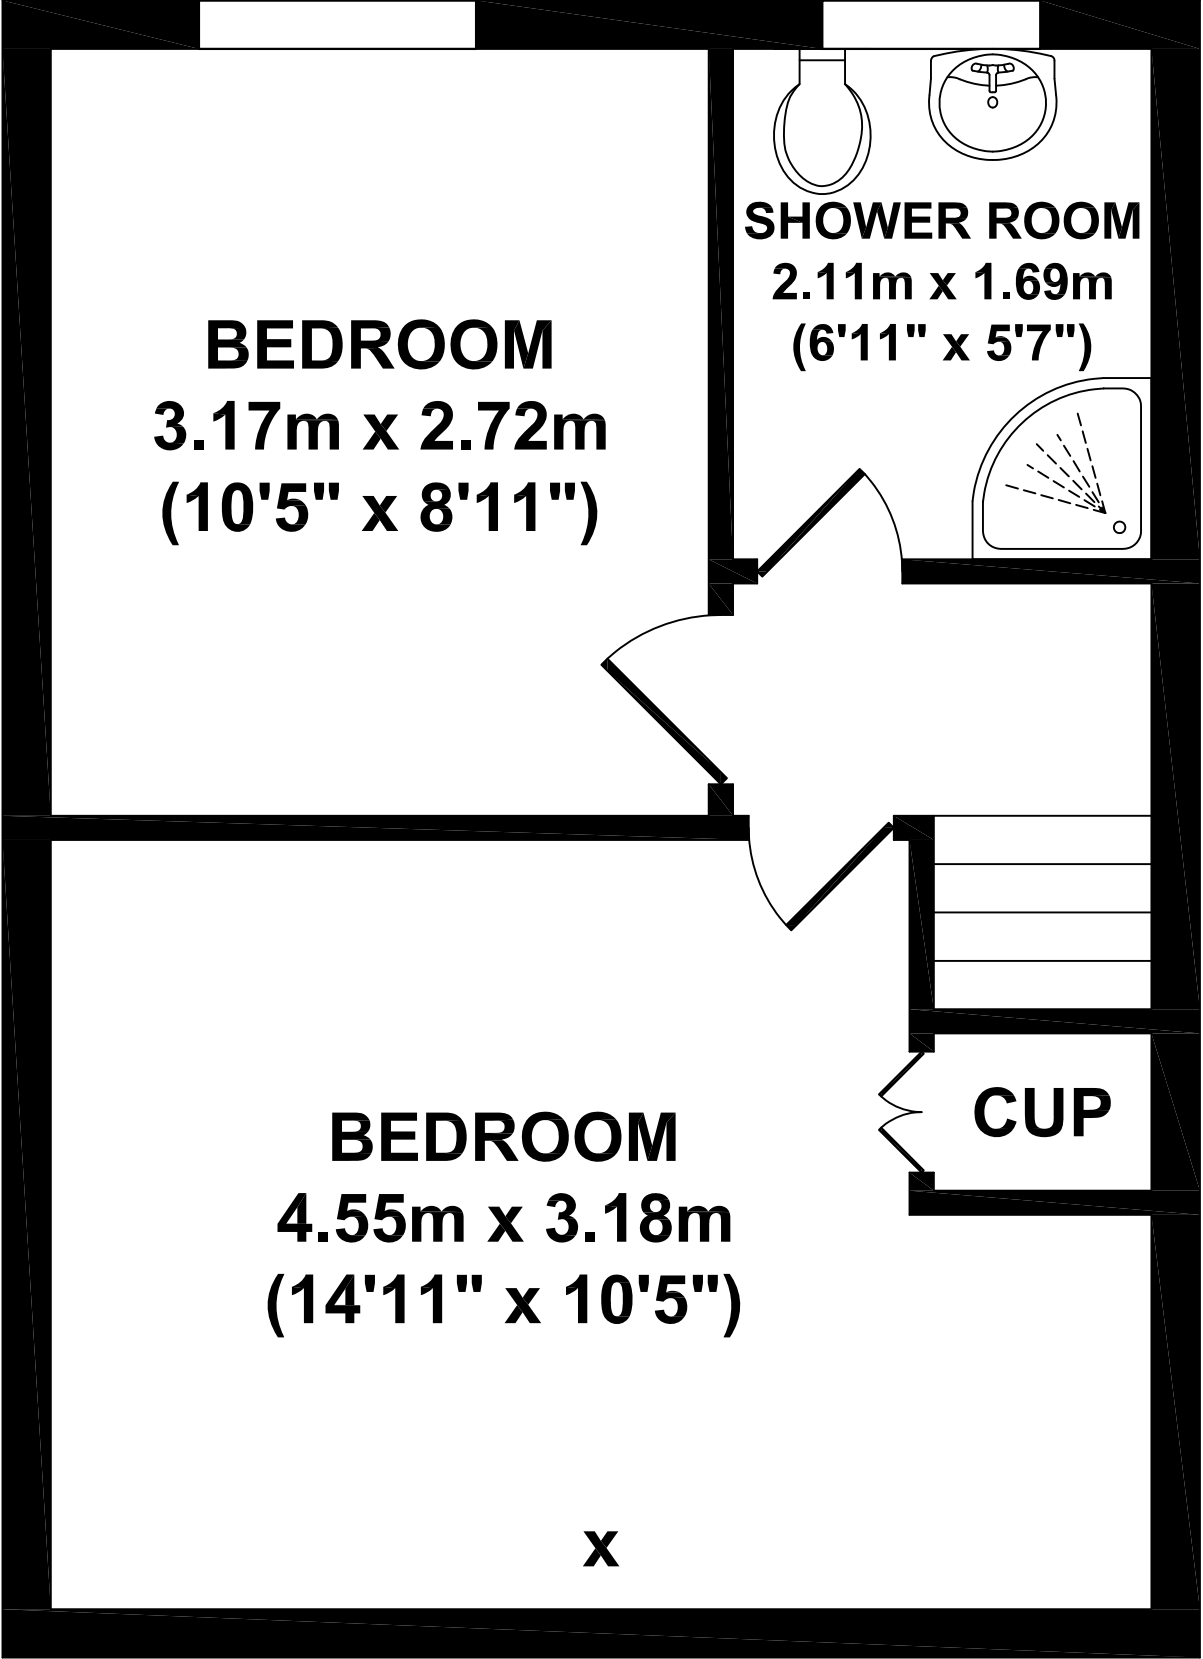 SHOWER ROOM
2.11m x 1.69m
(6'11" x 5'7")
BEDROOM
3.17m x 2.72m
(10'5" x 8'11")
CUP
BEDROOM
4.55m x 3.18m
(14'11" x 10'5")
x